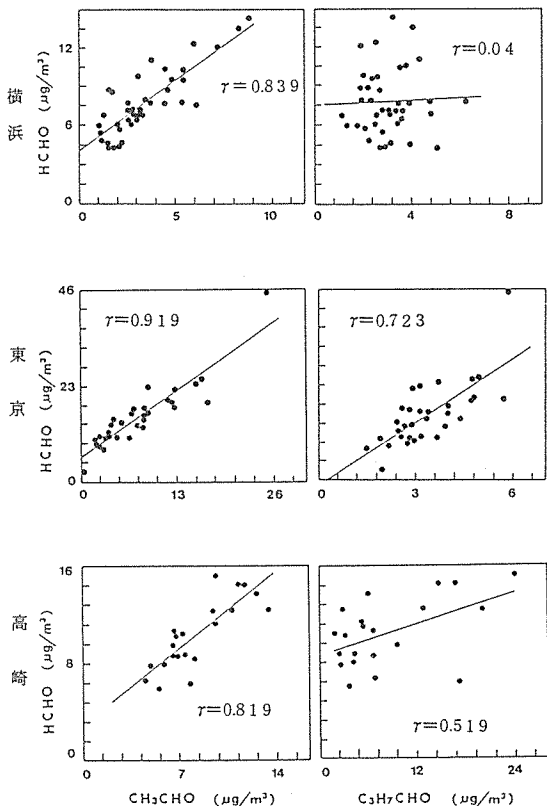 横浜
HCHO (μg/m³)
12
6
0
γ=0.839
0 5 10
γ=0.04
0 4 8
東京
HCHO (μg/m³)
46
23
0
γ=0.919
0 13 26
γ=0.723
0 3 6
高崎
HCHO (μg/m³)
16
8
0
γ=0.819
0 7 14
γ=0.519
0 8 16 24
CH₃CHO (μg/m³)
C₃H₇CHO (μg/m³)